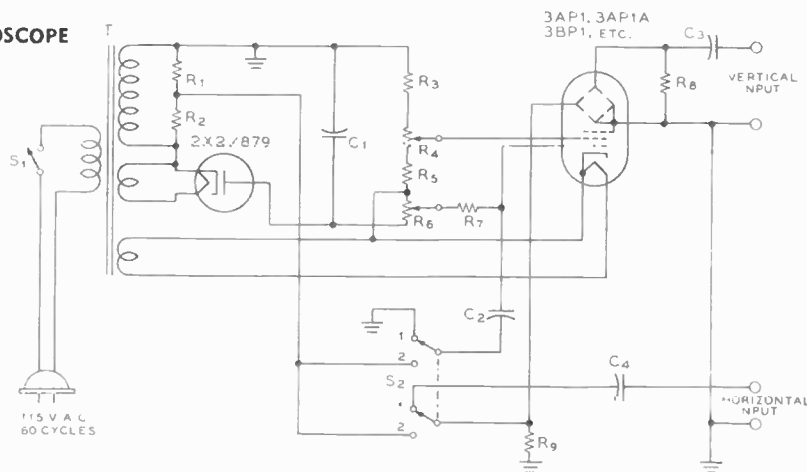 OSCOPE
T
3AP1, 3AP1A
3BP1, ETC.
C3
R1
R3
R8
VERTICAL
INPUT
R2
2X2/879
C1
R4
S1
R5
R6
R7
C2
1
2
S2
C4
1
2
HORIZONTAL
INPUT
R9
115 V A C
60 CYCLES